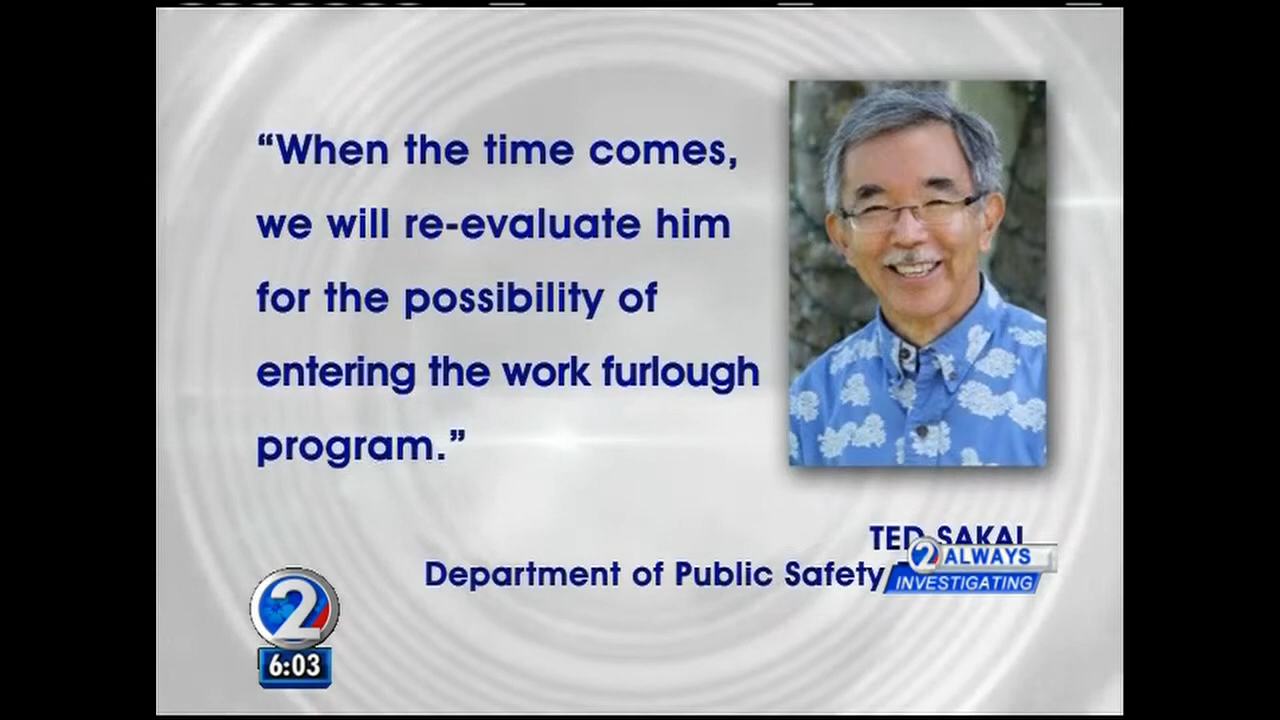 “When the time comes,
we will re-evaluate him
for the possibility of
entering the work furlough
program.”
TED SAKAI
Department of Public Safety
2 ALWAYS
INVESTIGATING
2
6:03